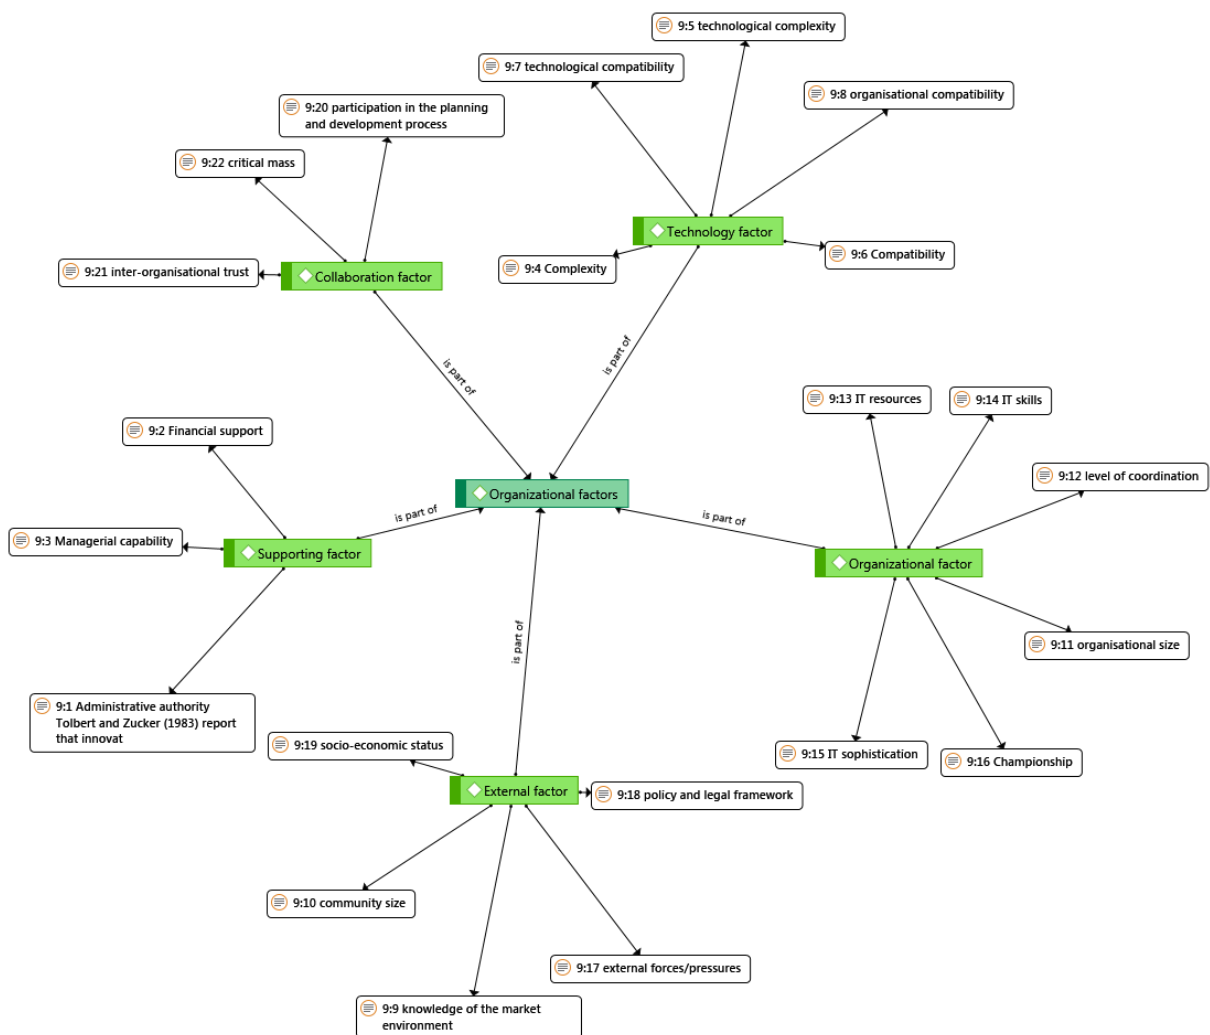 9:5 technological complexity
9:7 technological compatibility
9:8 organisational compatibility
9:20 participation in the planning
and development process
9:22 critical mass
Technology factor
9:6 Compatibility
9:4 Complexity
9:21 inter-organisational trust
Collaboration factor
is part of
is part of
9:13 IT resources
9:14 IT skills
9:2 Financial support
9:12 level of coordination
Organizational factors
is part of
is part of
9:3 Managerial capability
Supporting factor
Organizational factor
is part of
9:11 organisational size
9:1 Administrative authority
Tolbert and Zucker (1983) report
that innovat
9:19 socio-economic status
9:15 IT sophistication
9:16 Championship
External factor
9:18 policy and legal framework
9:10 community size
9:17 external forces/pressures
9:9 knowledge of the market
environment